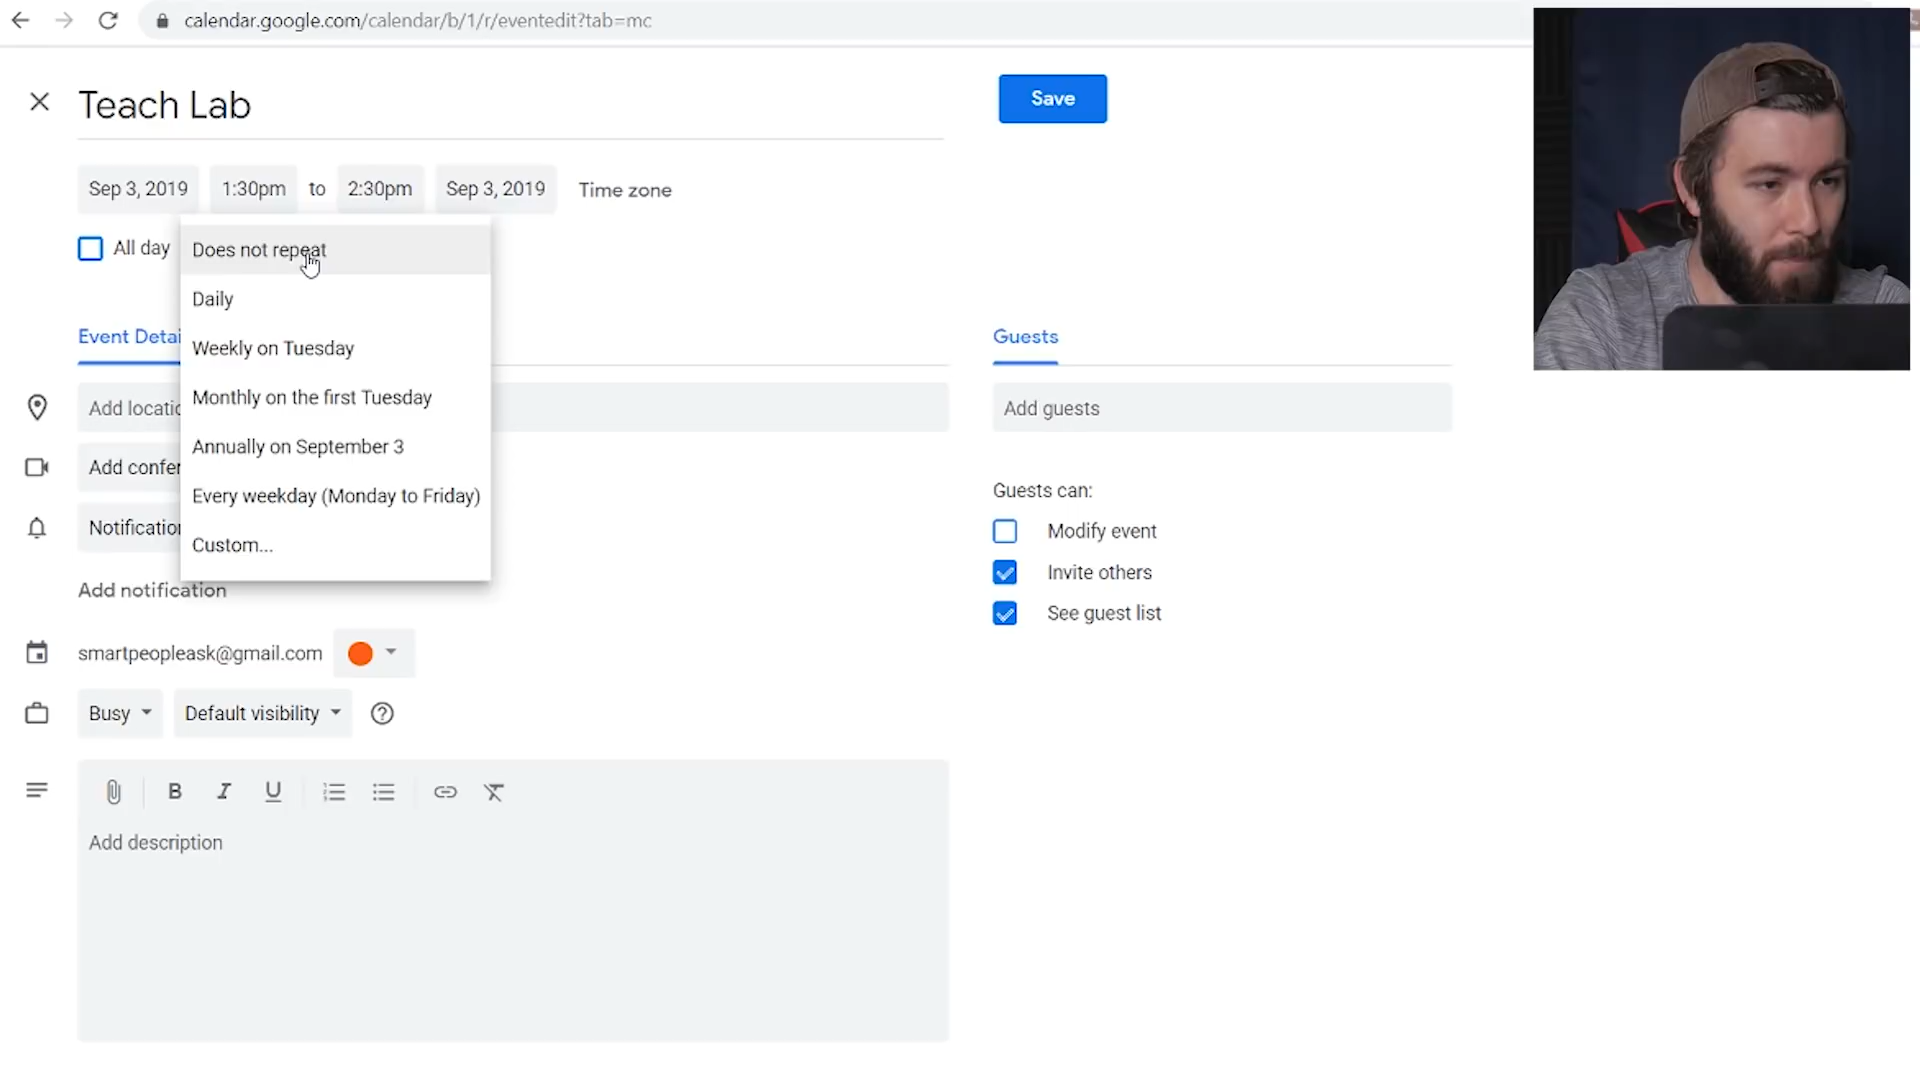 calendar.google.com/calendar/b/1/r/eventedit?tab=mc
Teach Lab
Save
Sep 3, 2019 1:30pm to 2:30pm Sep 3, 2019 Time zone
All day
Does not repeat
Daily
Weekly on Tuesday
Monthly on the first Tuesday
Annually on September 3
Every weekday (Monday to Friday)
Custom...
Event Detai
Guests
Add locatio
Add guests
Add confer
Guests can:
Notification
Modify event
Invite others
Add notification
See guest list
smartpeopleask@gmail.com
Busy Default visibility
B I U
Add description